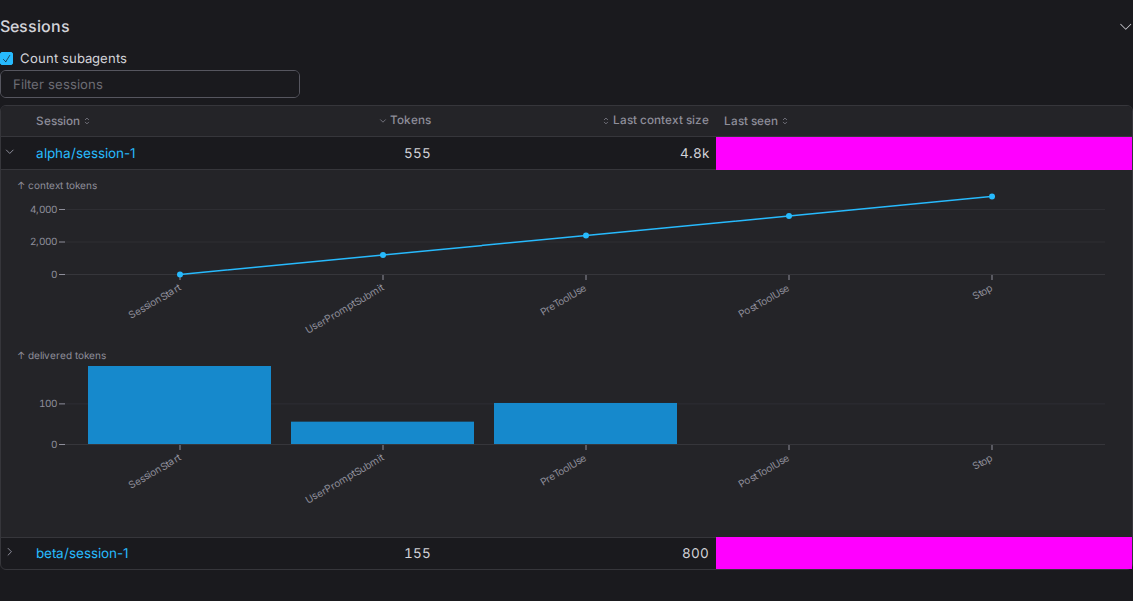 Sessions
Count subagents
Filter sessions
Session Tokens Last context size Last seen
alpha/session-1 555 4.8k
↑ context tokens
4,000
2,000
0
SessionStart UserPromptSubmit PreToolUse PostToolUse Stop
↑ delivered tokens
100
0
SessionStart UserPromptSubmit PreToolUse PostToolUse Stop
beta/session-1 155 800